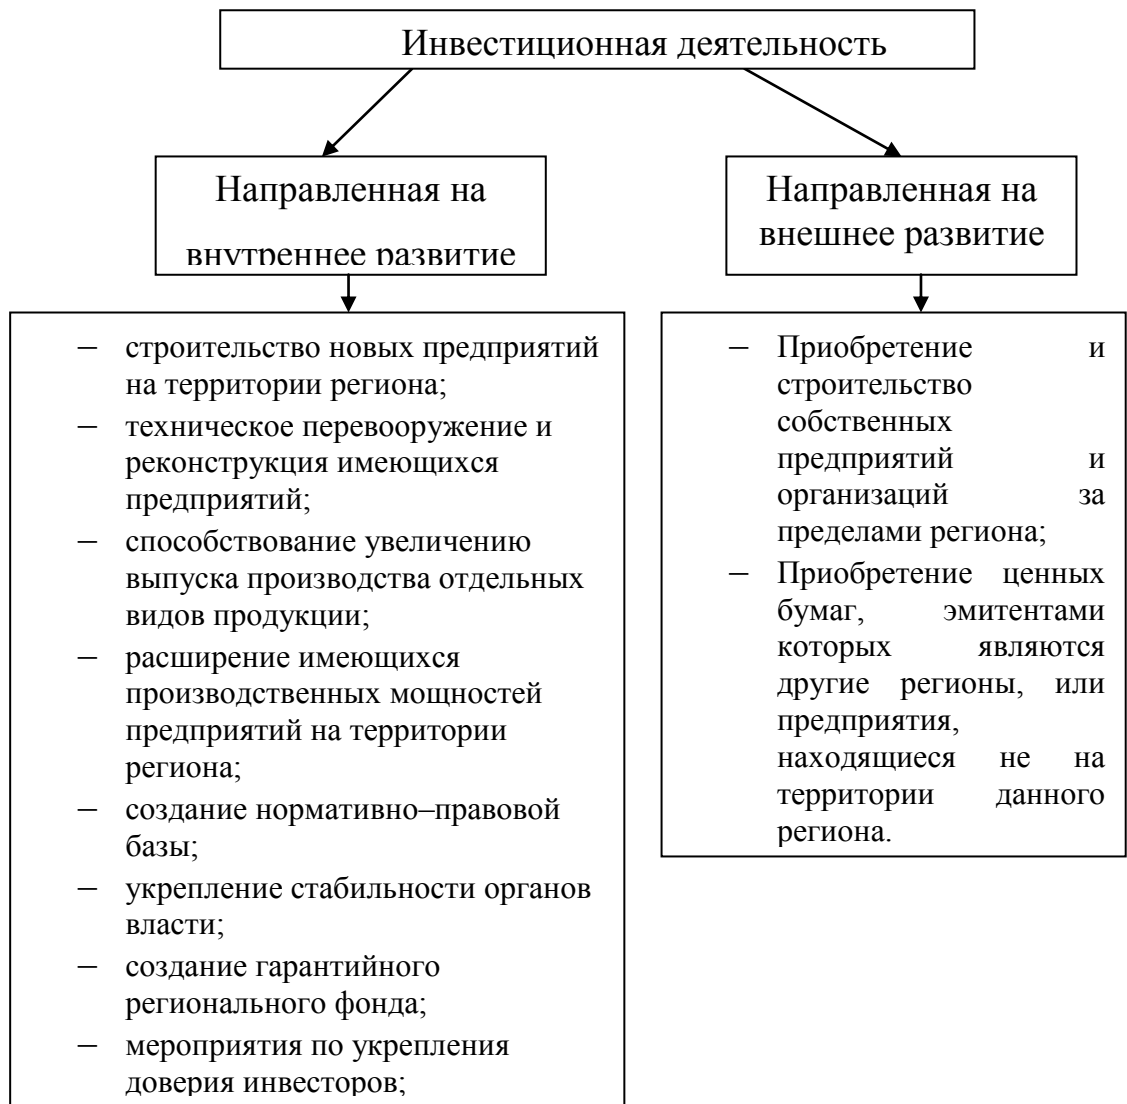 Инвестиционная деятельность
Направленная на
внутреннее развитие
Направленная на
внешнее развитие
– строительство новых предприятий
на территории региона;
– техническое перевооружение и
реконструкция имеющихся
предприятий;
– способствование увеличению
выпуска производства отдельных
видов продукции;
– расширение имеющихся
производственных мощностей
предприятий на территории
региона;
– создание нормативно–правовой
базы;
– укрепление стабильности органов
власти;
– создание гарантийного
регионального фонда;
– мероприятия по укрепления
доверия инвесторов;
– Приобретение и
строительство
собственных
предприятий и
организаций за
пределами региона;
– Приобретение ценных
бумаг, эмитентами
которых являются
другие регионы, или
предприятия,
находящиеся не на
территории данного
региона.